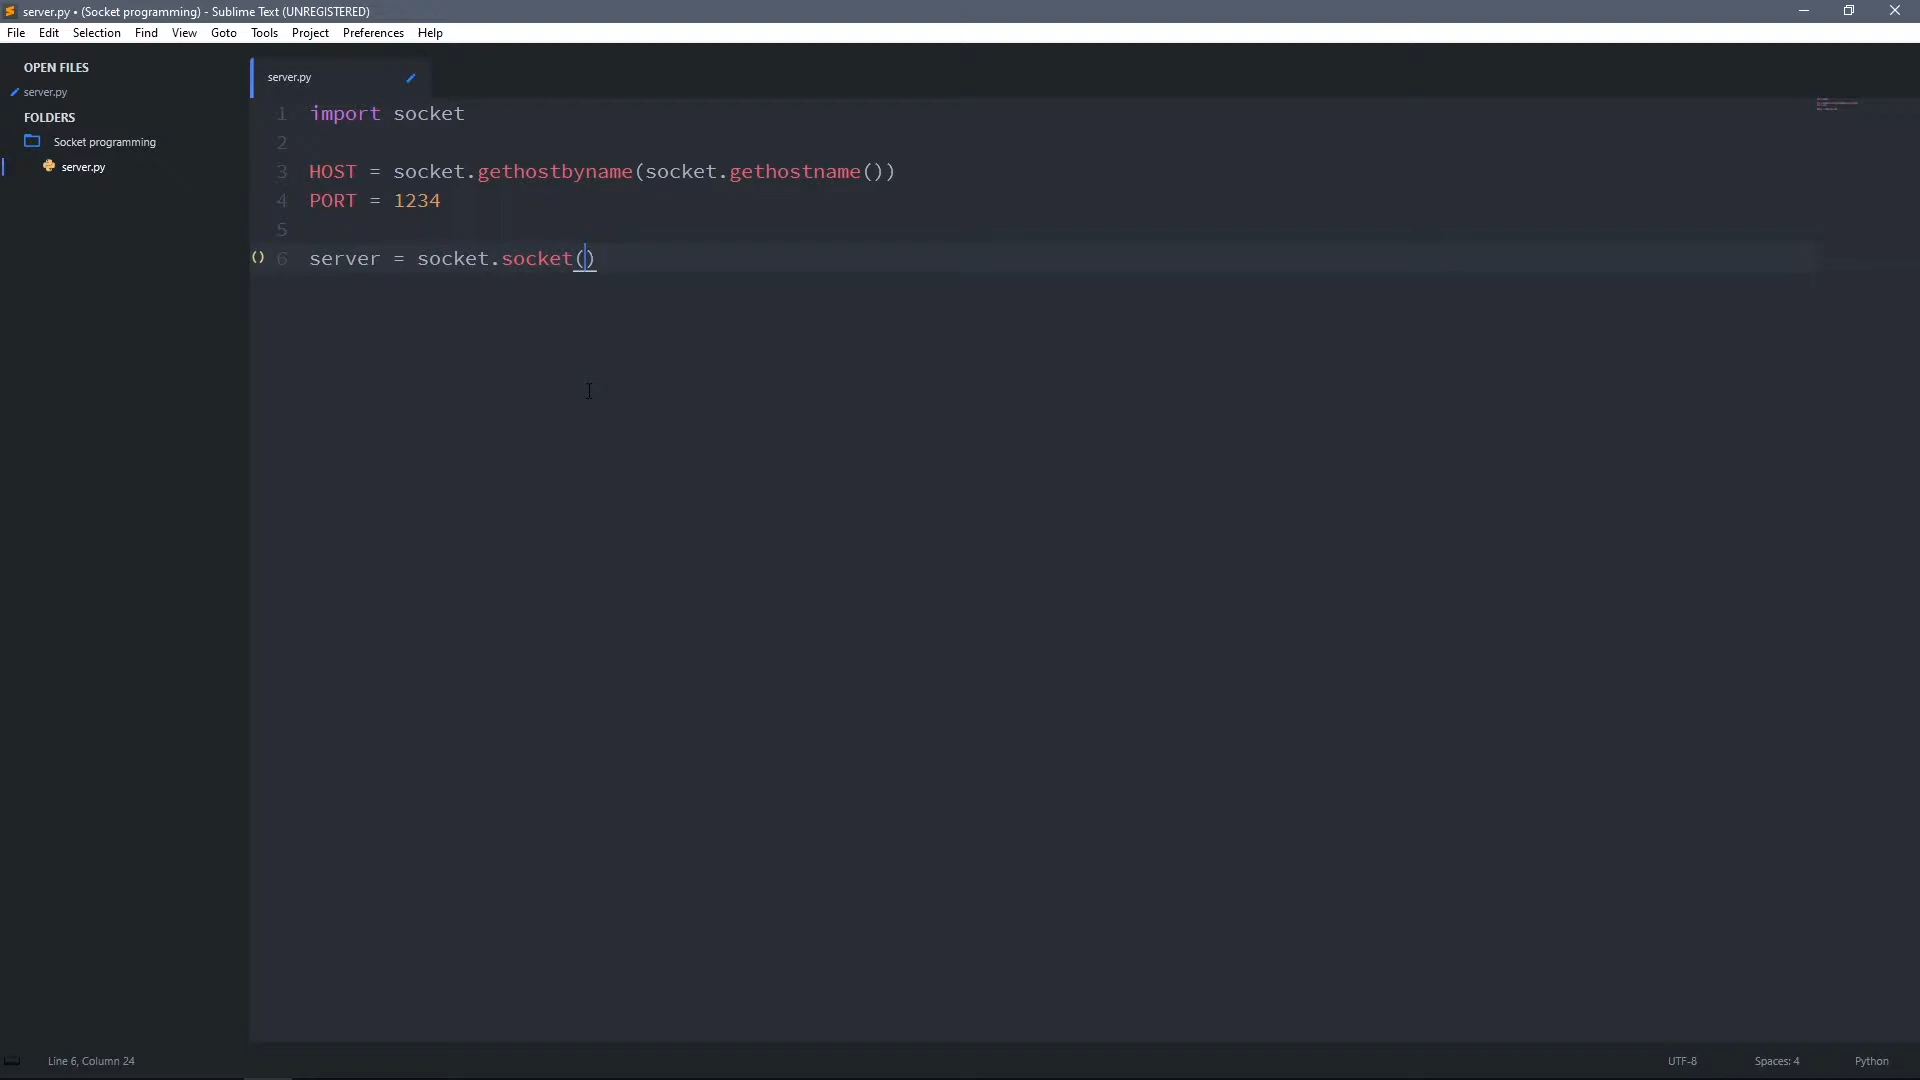 server.py • (Socket programming) - Sublime Text (UNREGISTERED)
File Edit Selection Find View Goto Tools Project Preferences Help
OPEN FILES
server.py
FOLDERS
Socket programming
server.py
server.py
1 import socket
2
3 HOST = socket.gethostbyname(socket.gethostname())
4 PORT = 1234
5
() 6 server = socket.socket()
Line 6, Column 24
UTF-8 Spaces: 4 Python